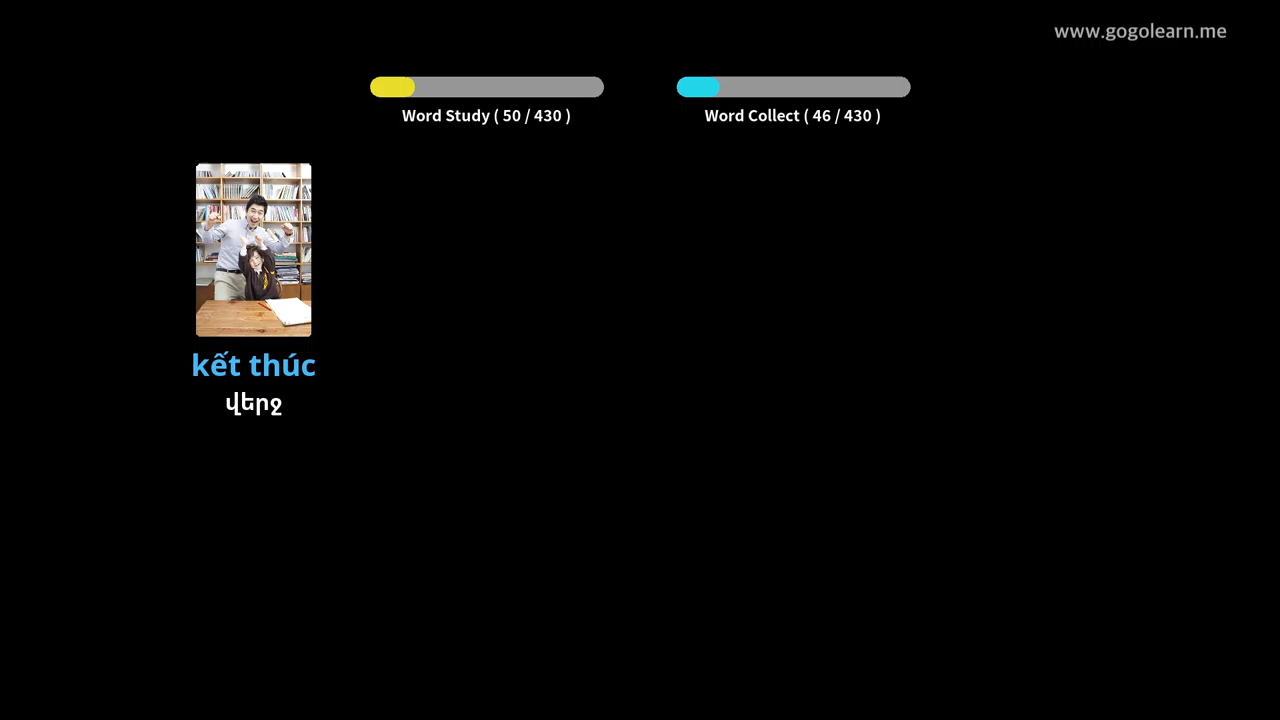 www.gogolearn.me
Word Study ( 50 / 430 )
Word Collect ( 46 / 430 )
kết thúc
վերջ